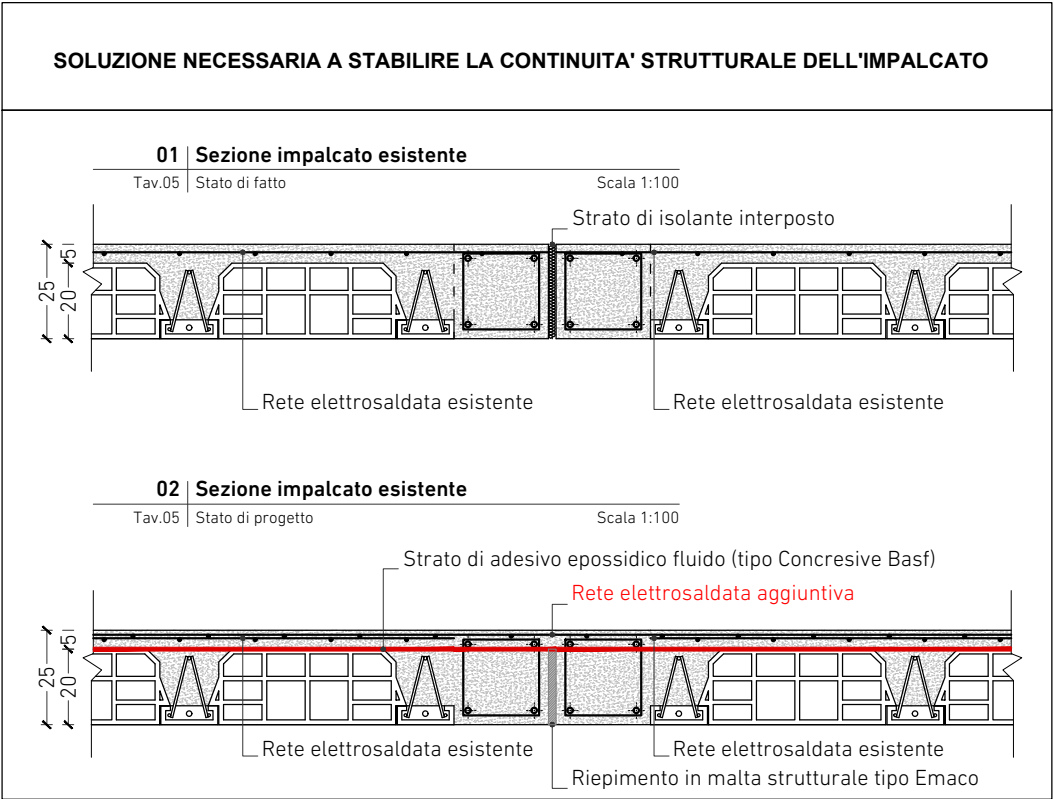 SOLUZIONE NECESSARIA A STABILIRE LA CONTINUITA' STRUTTURALE DELL'IMPALCATO
01 Sezione impalcato esistente
Tav.05 Stato di fatto Scala 1:100
Strato di isolante interposto
25
20
5
Rete elettrosaldata esistente
Rete elettrosaldata esistente
02 Sezione impalcato esistente
Tav.05 Stato di progetto Scala 1:100
Strato di adesivo epossidico fluido (tipo Concresive Basf)
Rete elettrosaldata aggiuntiva
25
20
5
Rete elettrosaldata esistente
Rete elettrosaldata esistente
Riepimento in malta strutturale tipo Emaco